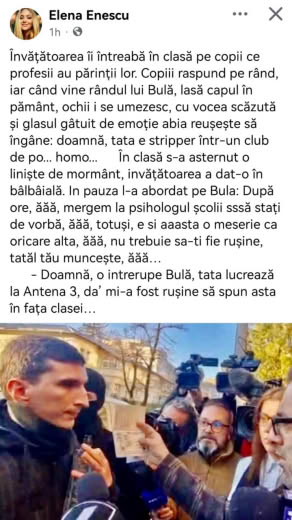 Elena Enescu
1h
Învățătoarea îi întreabă în clasă pe copii ce
profesii au părinții lor. Copiii raspund pe rând,
iar când vine rândul lui Bulă, lasă capul în
pământ, ochii i se umezesc, cu vocea scăzută
și glasul gâtuit de emoție abia reușește să
îngâne: doamnă, tata e stripper într-un club
de po... homo... În clasă s-a asternut o
liniște de mormânt, invățătoarea a dat-o în
bâlbâială. In pauza l-a abordat pe Bula: După
ore, ăăă, mergem la psihologul școlii sssă stați
de vorbă, ăăă, totuși, e si aaasta o meserie ca
oricare alta, ăăă, nu trebuie sa-ti fie rușine,
tatăl tău muncește, ăăă...
- Doamnă, o intrerupe Bulă, tata lucrează
la Antena 3, da’ mi-a fost rușine să spun asta
în fața clasei...